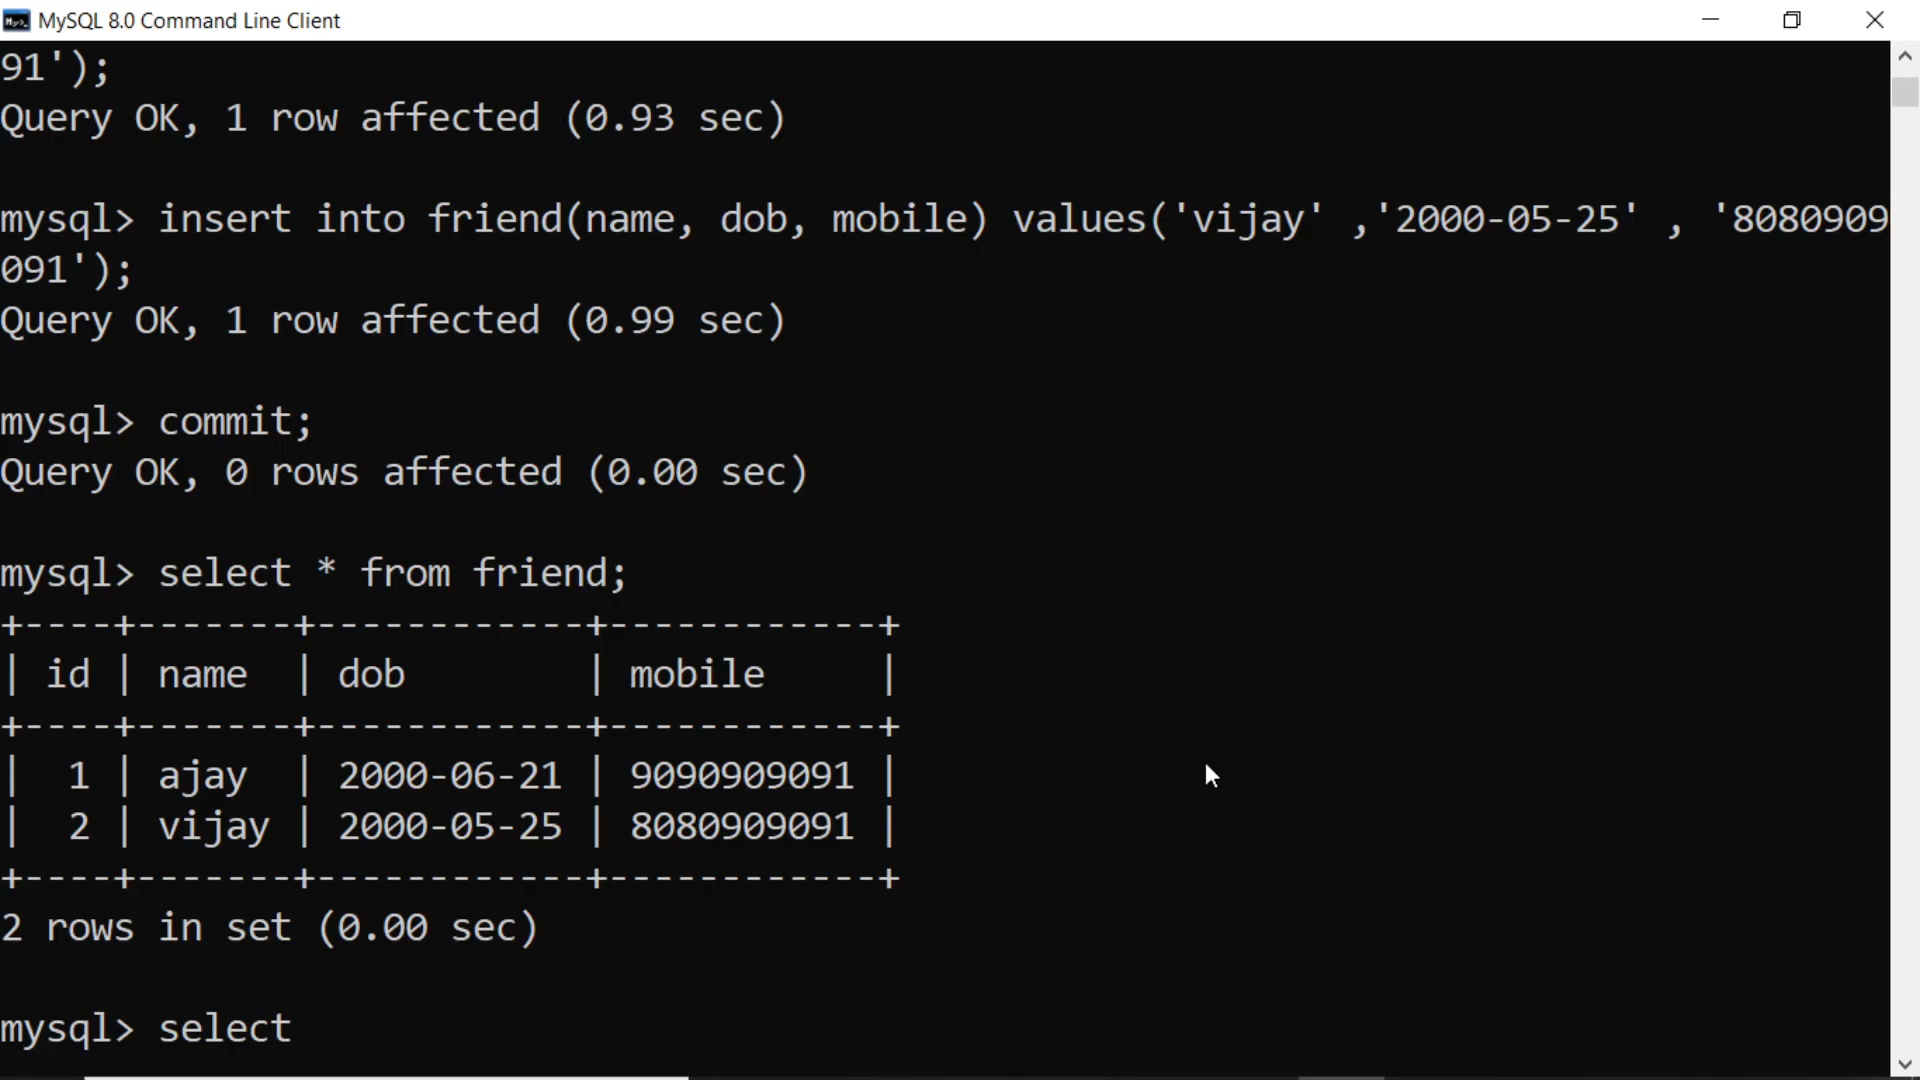 MySQL 8.0 Command Line Client
91');
Query OK, 1 row affected (0.93 sec)
mysql> insert into friend(name, dob, mobile) values('vijay' ,'2000-05-25' , '8080909
091');
Query OK, 1 row affected (0.99 sec)
mysql> commit;
Query OK, 0 rows affected (0.00 sec)
mysql> select * from friend;
+----+-------+------------+------------+
| id | name  | dob        | mobile     |
+----+-------+------------+------------+
|  1 | ajay  | 2000-06-21 | 9090909091 |
|  2 | vijay | 2000-05-25 | 8080909091 |
+----+-------+------------+------------+
2 rows in set (0.00 sec)
mysql> select